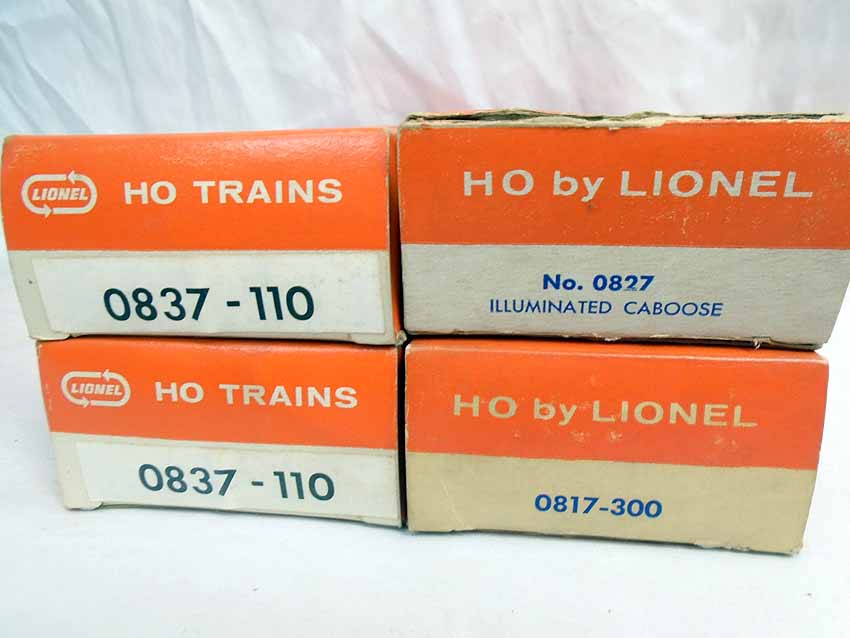 LIONEL HO TRAINS
0837 - 110
HO by LIONEL
No. 0827
ILLUMINATED CABOOSE
LIONEL HO TRAINS
0837 - 110
HO by LIONEL
0817-300